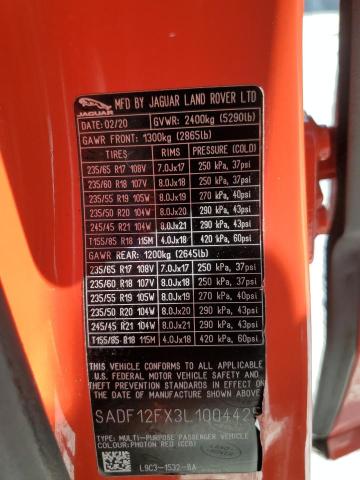 MFD BY JAGUAR LAND ROVER LTD
JAGUAR
DATE: 02/20 GVWR: 2400kg (5290lb)
GAWR FRONT: 1300kg (2865lb)
TIRES RIMS PRESSURE (COLD)
235/65 R17 108V 7.0Jx17 250 kPa, 37psi
235/60 R18 107V 8.0Jx18 250 kPa, 37psi
235/55 R19 105W 8.0Jx19 270 kPa, 40psi
235/50 R20 104W 8.0Jx20 290 kPa, 43psi
245/45 R21 104W 8.0Jx21 290 kPa, 43psi
T155/85 R18 115M 4.0Jx18 420 kPa, 60psi
GAWR REAR: 1200kg (2645lb)
235/65 R17 108V 7.0Jx17 250 kPa, 37psi
235/60 R18 107V 8.0Jx18 250 kPa, 37psi
235/55 R19 105W 8.0Jx19 270 kPa, 40psi
235/50 R20 104W 8.0Jx20 290 kPa, 43psi
245/45 R21 104W 8.0Jx21 290 kPa, 43psi
T155/85-R18 115M 4.0Jx18 420 kPa, 60psi
THIS VEHICLE CONFORMS TO ALL APPLICABLE
U.S. FEDERAL MOTOR VEHICLE SAFETY AND
THEFT PREVENTION STANDARDS IN EFFECT ON
THE DATE OF MANUFACTURE SHOWN ABOVE.
SADF12FX3L1004425
TYPE: MULTI-PURPOSE PASSENGER VEHICLE
COLOUR:PHOTON RED (CCB)
L9C3-1532-BA